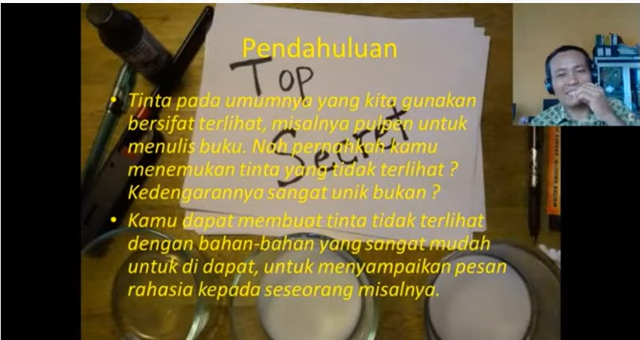 Pendahuluan
Top
• Tinta pada umumnya yang kita gunakan
bersifat terlihat, misalnya pulpen untuk
menulis buku. Nah pernahkah kamu
Secret
menemukan tinta yang tidak terlihat ?
Kedengarannya sangat unik bukan ?
• Kamu dapat membuat tinta tidak terlihat
dengan bahan-bahan yang sangat mudah
untuk di dapat, untuk menyampaikan pesan
rahasia kepada seseorang misalnya.